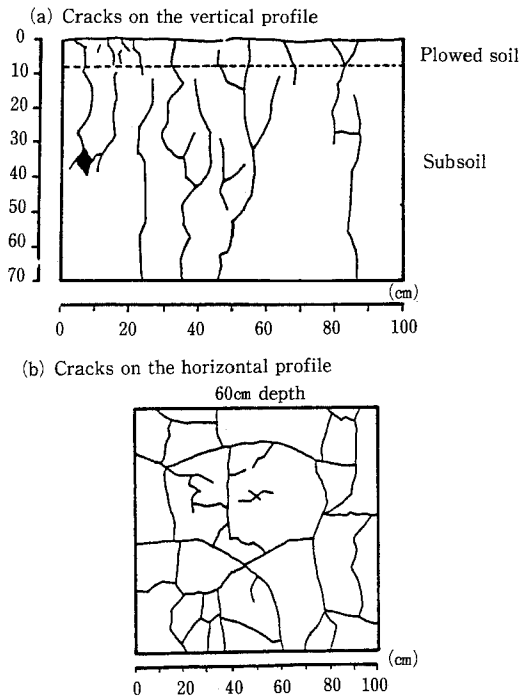 (a) Cracks on the vertical profile
0
10
20
30
40
50
60
70
Plowed soil
Subsoil
(cm)
0 20 40 60 80 100
(b) Cracks on the horizontal profile
60cm depth
(cm)
0 20 40 60 80 100